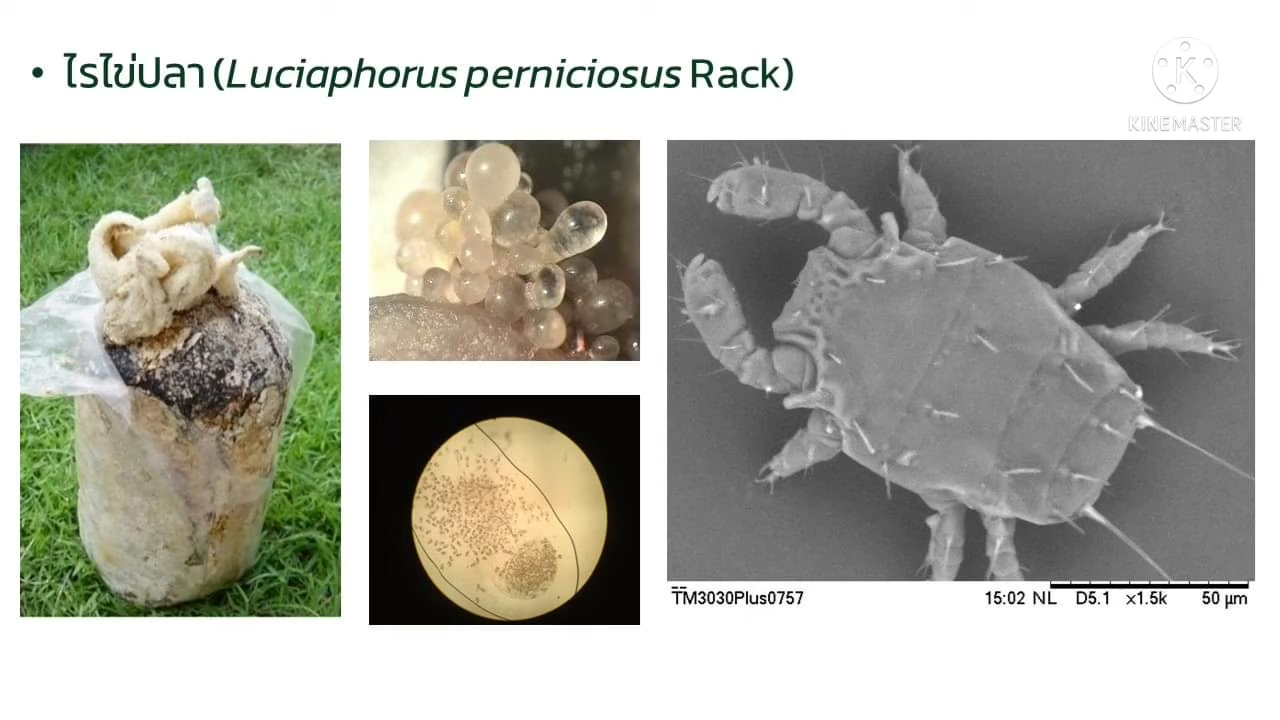 • ไรไข่ปลา (Luciaphorus perniciosus Rack)
K
KINEMASTER
TM3030Plus0757 15:02 NL D5.1 ×1.5k 50 µm